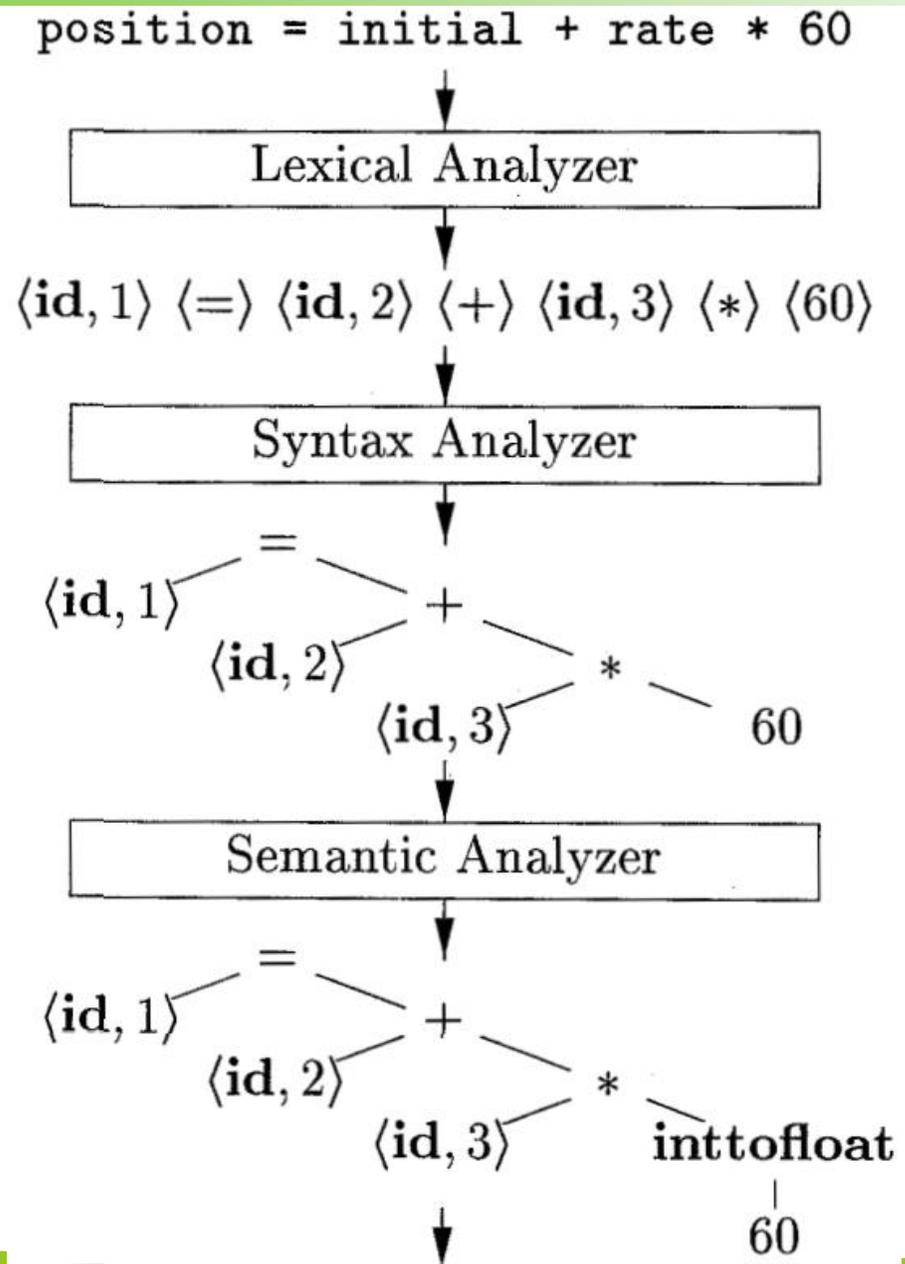 position = initial + rate * 60
Lexical Analyzer
⟨id, 1⟩ ⟨=⟩ ⟨id, 2⟩ ⟨+⟩ ⟨id, 3⟩ ⟨*⟩ ⟨60⟩
Syntax Analyzer
=
⟨id, 1⟩
+
⟨id, 2⟩
*
⟨id, 3⟩ 60
Semantic Analyzer
=
⟨id, 1⟩
+
⟨id, 2⟩
*
⟨id, 3⟩ inttofloat
60